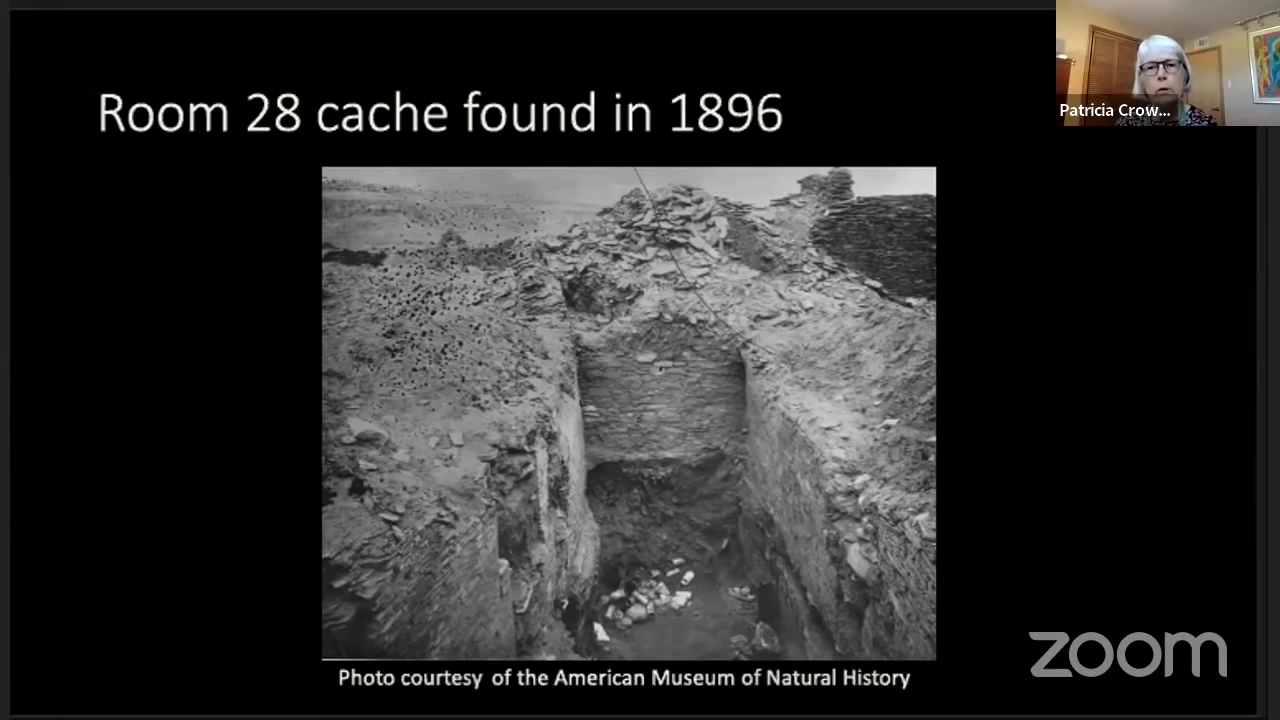 Room 28 cache found in 1896
Patricia Crow...
Photo courtesy of the American Museum of Natural History
zoom